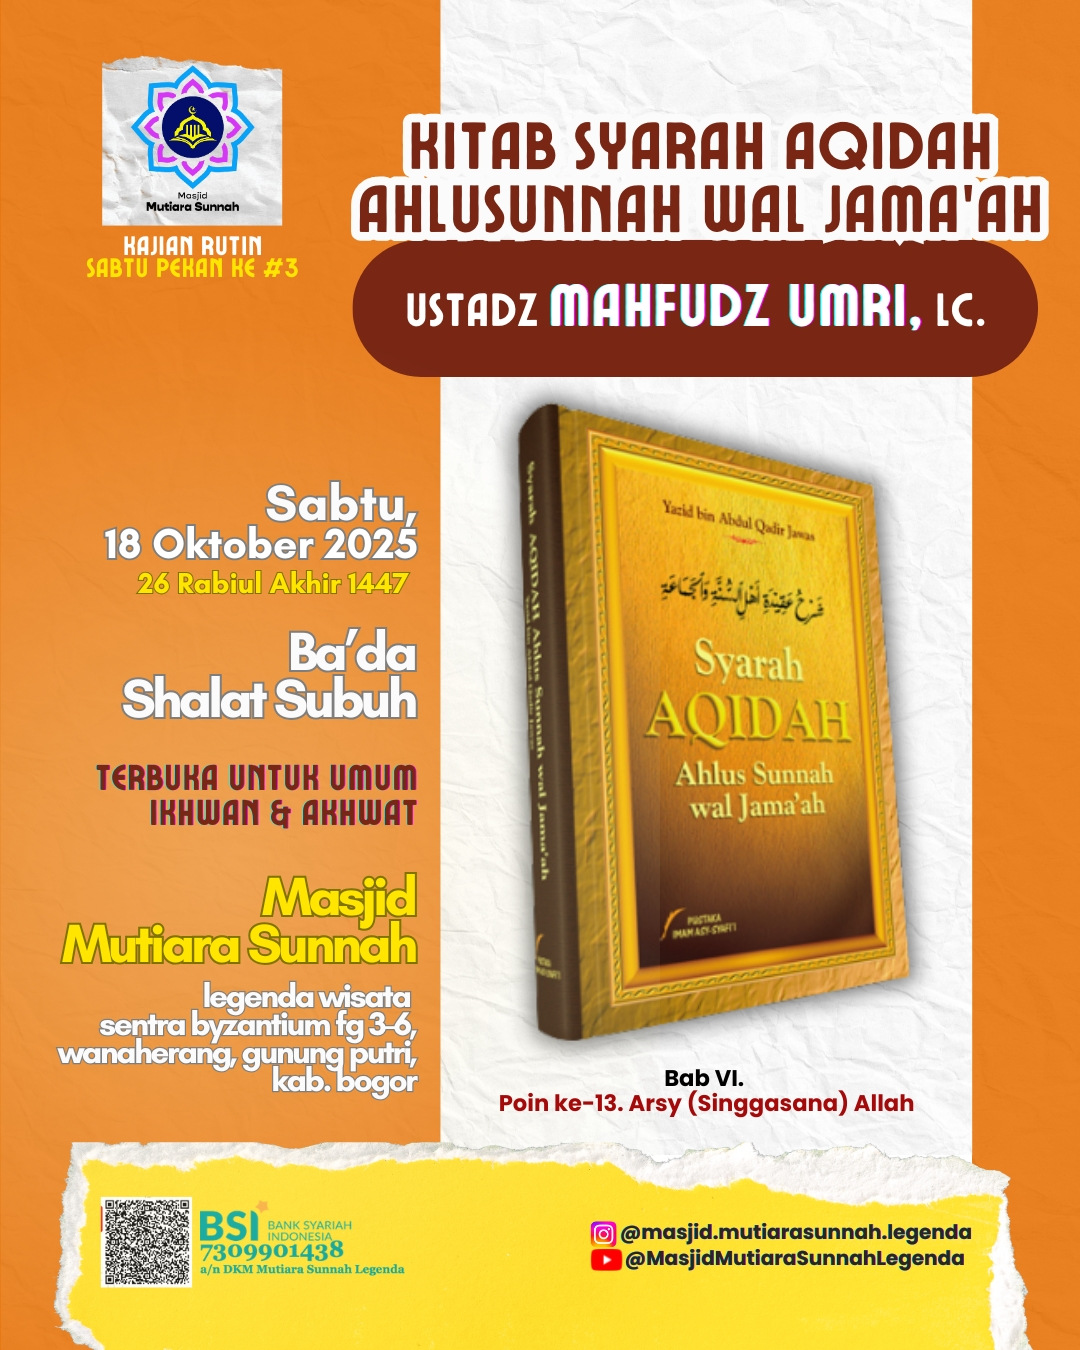 Masjid
Mutiara Sunnah
KAJIAN RUTIN
SABTU PEKAN KE #3
KITAB SYARAH AQIDAH
AHLUSUNNAH WAL JAMA'AH
USTADZ MAHFUDZ UMRI, LC.
Sabtu,
18 Oktober 2025
26 Rabiul Akhir 1447
Ba'da
Shalat Subuh
TERBUKA UNTUK UMUM
IKHWAN & AKHWAT
Masjid
Mutiara Sunnah
legenda wisata
sentra byzantium fg 3-6,
wanaherang, gunung putri,
kab. bogor
Syarah AQIDAH Ahlus Sunnah wal Jama'ah
Yazid bin Abdul Qadir Jawas
شَرْحُ عَقِيْدَةِ أَهْلِ السُّنَّةِ وَالْجَمَاعَةِ
Syarah
AQIDAH
Ahlus Sunnah
wal Jama'ah
PUSTAKA
IMAM ASY-SYAFI'I
Bab VI.
Poin ke-13. Arsy (Singgasana) Allah
BSI BANK SYARIAH
INDONESIA
7309901438
a/n DKM Mutiara Sunnah Legenda
@masjid.mutiarasunnah.legenda
@MasjidMutiaraSunnahLegenda